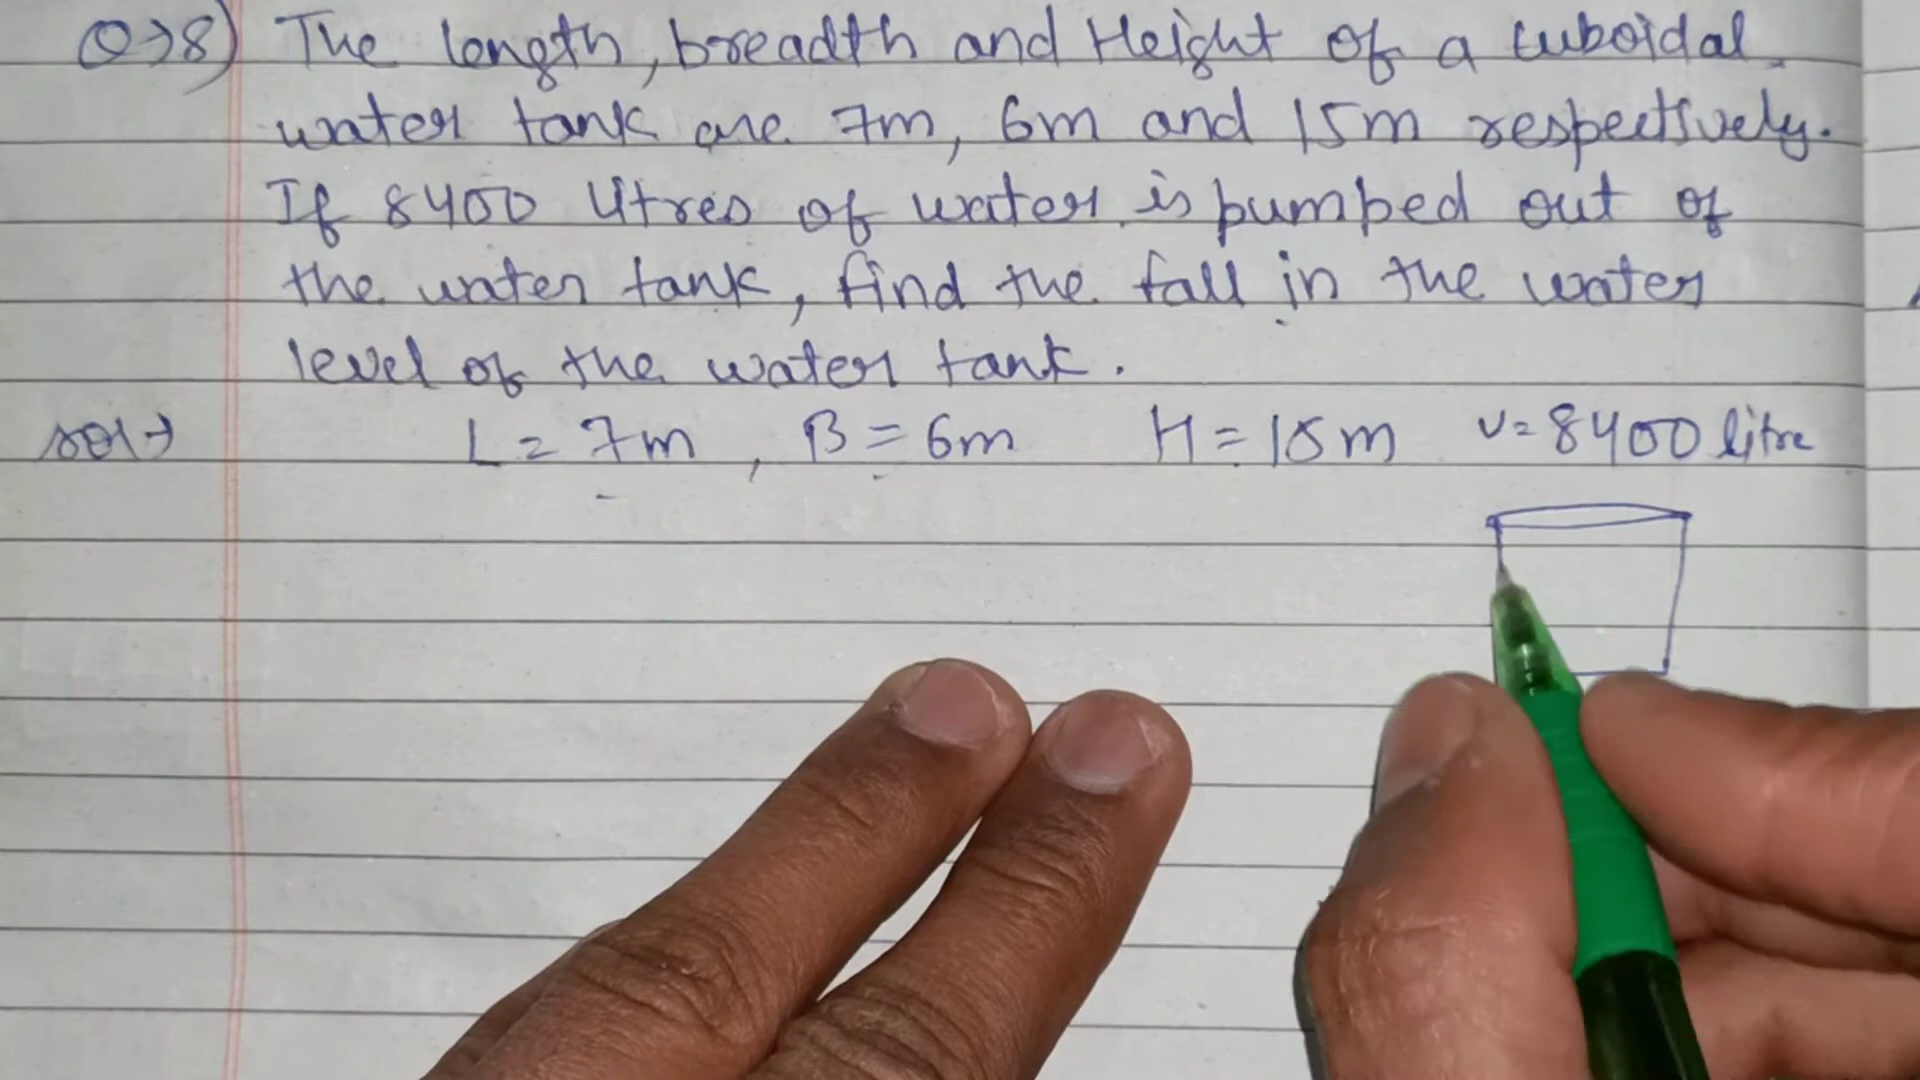 Q→8) The length, breadth and Height of a cuboidal
water tank are 7m, 6m and 15m respectively.
If 8400 litres of water is pumped out of
the water tank, find the fall in the water
level of the water tank.
sol→ L = 7m, B = 6m H = 15m V = 8400 litre